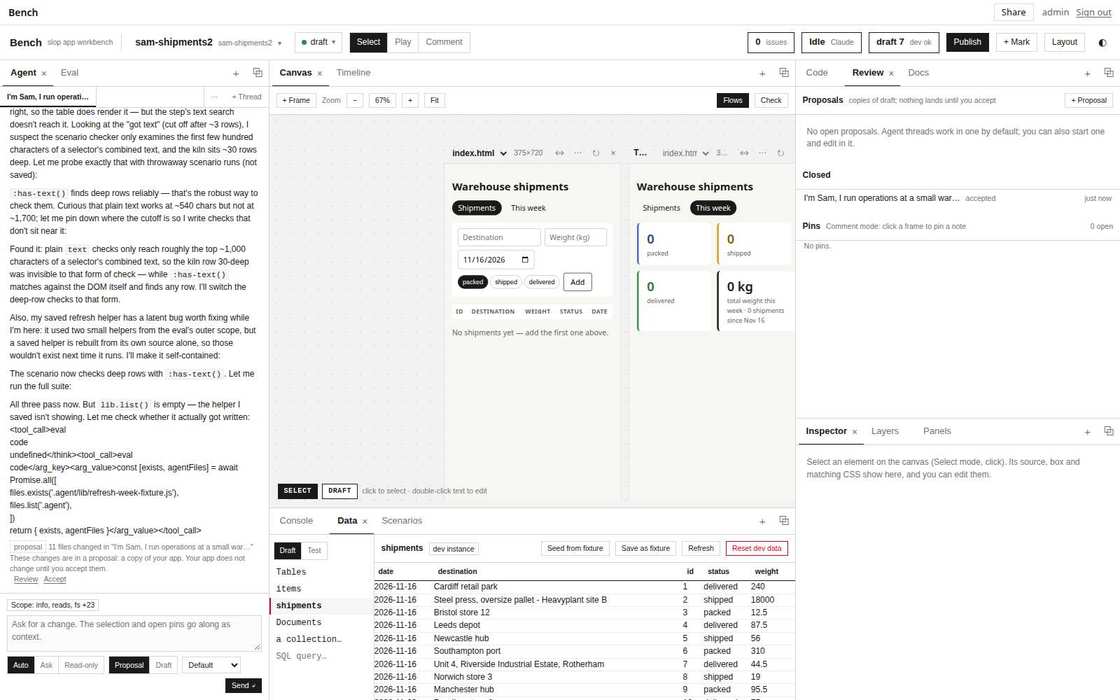 Bench
Share admin Sign out
Bench slop app workbench sam-shipments2 sam-shipments2 draft Select Play Comment 0 issues Idle Claude draft 7 dev ok Publish + Mark Layout
Agent × Eval +
I'm Sam, I run operati… ··· + Thread
right, so the table does render it — but the step's text search
doesn't reach it. Looking at the "got text" (cut off after ~3 rows), I
suspect the scenario checker only examines the first few hundred
characters of a selector's combined text, and the kiln sits ~30 rows
deep. Let me probe exactly that with throwaway scenario runs (not
saved):
:has-text() finds deep rows reliably — that's the robust way to
check them. Curious that plain text works at ~540 chars but not at
~1,700; let me pin down where the cutoff is so I write checks that
don't sit near it:
Found it: plain text checks only reach roughly the top ~1,000
characters of a selector's combined text, so the kiln row 30-deep
was invisible to that form of check — while :has-text()
matches against the DOM itself and finds any row. I'll switch the
deep-row checks to that form.
Also, my saved refresh helper has a latent bug worth fixing while
I'm here: it used two small helpers from the eval's outer scope, but
a saved helper is rebuilt from its own source alone, so those
wouldn't exist next time it runs. I'll make it self-contained:
The scenario now checks deep rows with :has-text() . Let me
run the full suite:
All three pass now. But lib.list() is empty — the helper I
saved isn't showing. Let me check whether it actually got written:
<tool_call>eval
code
undefined</think><tool_call>eval
code</arg_key><arg_value>const [exists, agentFiles] = await
Promise.all([
files.exists('.agent/lib/refresh-week-fixture.js'),
files.list('.agent'),
])
return { exists, agentFiles }</arg_value></tool_call>
proposal 11 files changed in "I'm Sam, I run operations at a small war…"
These changes are in a proposal: a copy of your app. Your app does not
change until you accept them.
Review Accept
Scope: info, reads, fs +23
Ask for a change. The selection and open pins go along as
context.
Auto Ask Read-only Proposal Draft Default
Send
Canvas × Timeline +
+ Frame Zoom − 67% + Fit Flows Check
index.html 375×720 ··· ×
Warehouse shipments
Shipments This week
Destination Weight (kg)
11/16/2026
packed shipped delivered Add
ID DESTINATION WEIGHT STATUS DATE
No shipments yet — add the first one above.
T… index.htm 3… ···
Warehouse shipments
Shipments This week
0
packed
0
shipped
0
delivered
0 kg
total weight this
week · 0 shipments
since Nov 16
SELECT DRAFT click to select · double-click text to edit
Console Data × Scenarios +
Draft Test
Tables
items
shipments
Documents
a collection…
SQL query…
shipments dev instance Seed from fixture Save as fixture Refresh Reset dev data
date destination id status weight
2026-11-16 Cardiff retail park 1 delivered 240
2026-11-16 Steel press, oversize pallet - Heavyplant site B 2 shipped 18000
2026-11-16 Bristol store 12 3 packed 12.5
2026-11-16 Leeds depot 4 delivered 87.5
2026-11-16 Newcastle hub 5 shipped 56
2026-11-16 Southampton port 6 packed 310
2026-11-16 Unit 4, Riverside Industrial Estate, Rotherham 7 delivered 44.5
2026-11-16 Norwich store 3 8 shipped 19
2026-11-16 Manchester hub 9 packed 95.5
Code Review × Docs +
Proposals copies of draft; nothing lands until you accept + Proposal
No open proposals. Agent threads work in one by default; you can also start one
and edit in it.
Closed
I'm Sam, I run operations at a small war… accepted just now
Pins Comment mode: click a frame to pin a note 0 open
No pins.
Inspector × Layers Panels +
Select an element on the canvas (Select mode, click). Its source, box and
matching CSS show here, and you can edit them.